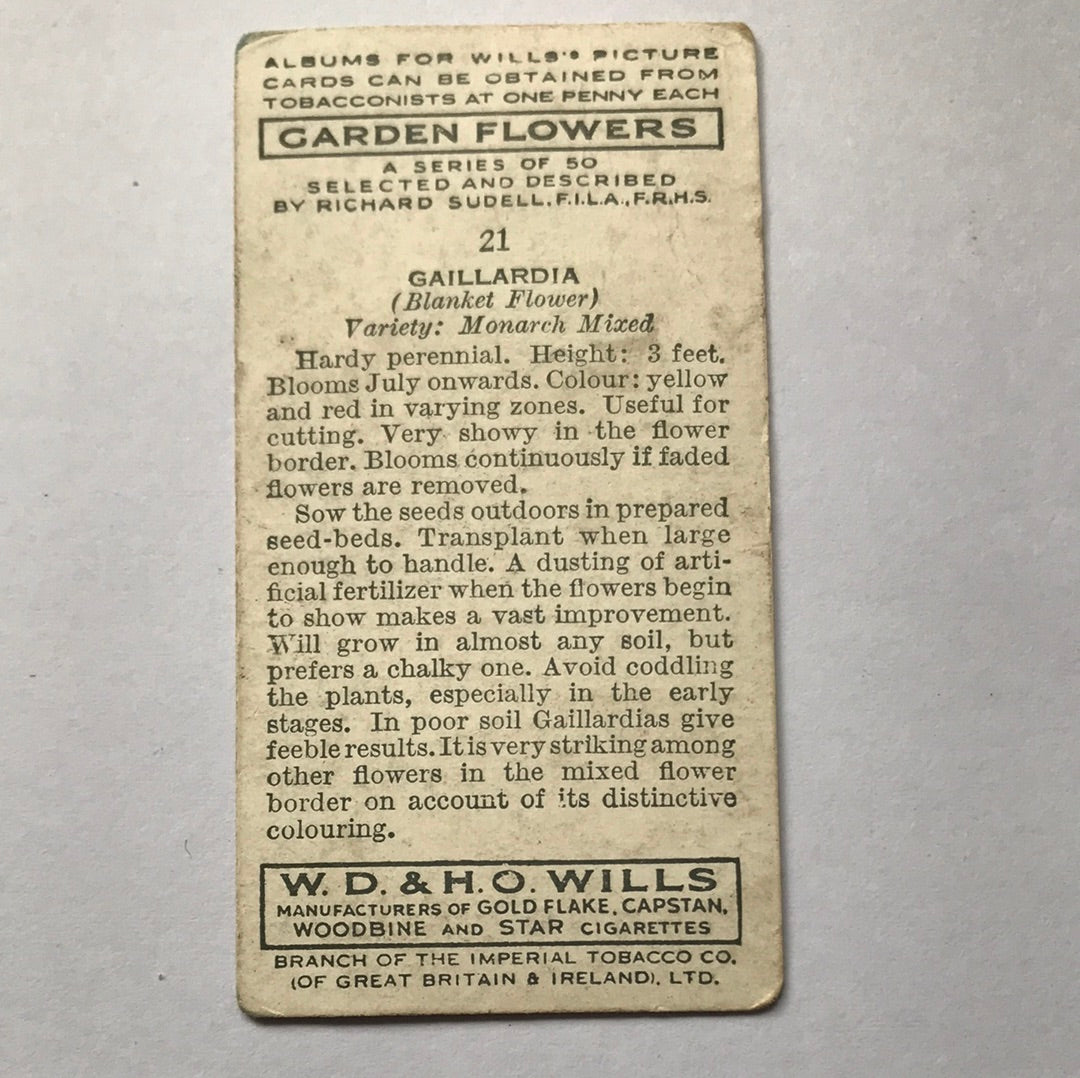 ALBUMS FOR WILLS'S PICTURE
CARDS CAN BE OBTAINED FROM
TOBACCONISTS AT ONE PENNY EACH
GARDEN FLOWERS
A SERIES OF 50
SELECTED AND DESCRIBED
BY RICHARD SUDELL, F.I.L.A., F.R.H.S.
21
GAILLARDIA
(Blanket Flower)
Variety: Monarch Mixed
Hardy perennial. Height: 3 feet.
Blooms July onwards. Colour: yellow
and red in varying zones. Useful for
cutting. Very showy in the flower
border. Blooms continuously if faded
flowers are removed.
Sow the seeds outdoors in prepared
seed-beds. Transplant when large
enough to handle. A dusting of arti-
ficial fertilizer when the flowers begin
to show makes a vast improvement.
Will grow in almost any soil, but
prefers a chalky one. Avoid coddling
the plants, especially in the early
stages. In poor soil Gaillardias give
feeble results. It is very striking among
other flowers in the mixed flower
border on account of its distinctive
colouring.
W. D. & H. O. WILLS
MANUFACTURERS OF GOLD FLAKE, CAPSTAN,
WOODBINE AND STAR CIGARETTES
BRANCH OF THE IMPERIAL TOBACCO CO.
(OF GREAT BRITAIN & IRELAND), LTD.